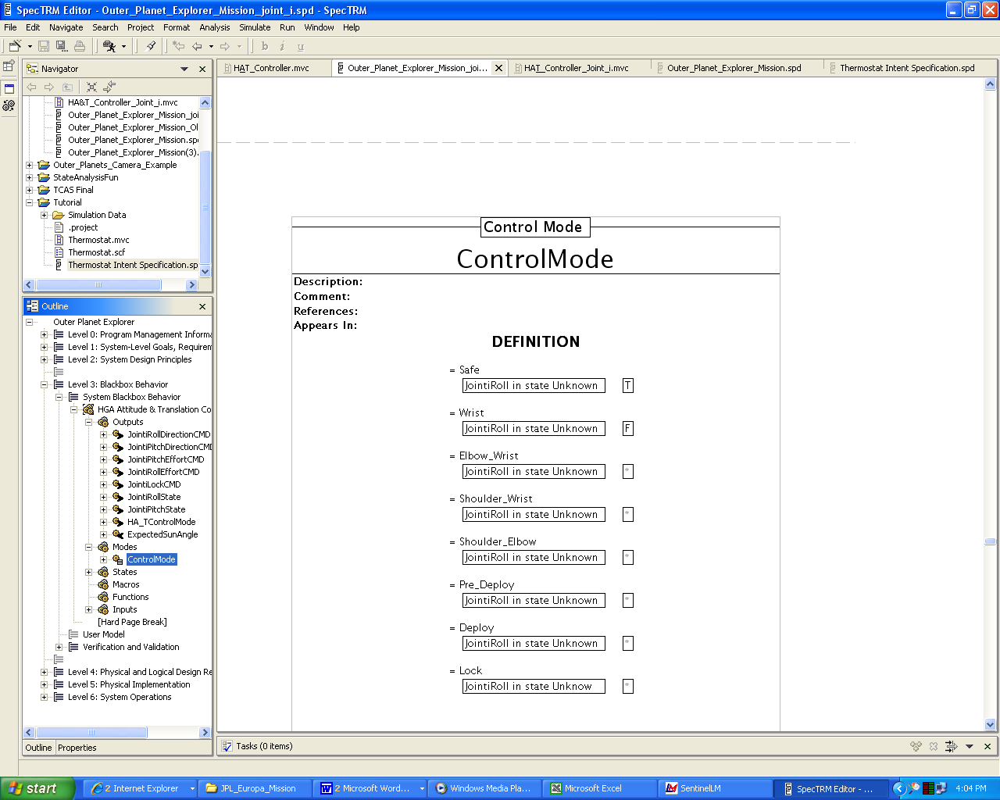 SpecTRM Editor - Outer_Planet_Explorer_Mission_joint_i.spd - SpecTRM
File Edit Navigate Search Project Format Analysis Simulate Run Window Help
b i u
Navigator
HA&T_Controller_Joint_i.mvc
Outer_Planet_Explorer_Mission_joi
Outer_Planet_Explorer_Mission_Ol
Outer_Planet_Explorer_Mission.sp
Outer_Planet_Explorer_Mission(3).
Outer_Planets_Camera_Example
StateAnalysisFun
TCAS Final
Tutorial
Simulation Data
.project
Thermostat.mvc
Thermostat.scf
Thermostat Intent Specification.sp
Outline
Outer Planet Explorer
Level 0: Program Management Informa
Level 1: System-Level Goals, Requirem
Level 2: System Design Principles
Level 3: Blackbox Behavior
System Blackbox Behavior
HGA Attitude & Translation Co
Outputs
JointiRollDirectionCMD
JointiPitchDirectionCMD
JointiPitchEffortCMD
JointiRollEffortCMD
JointiLockCMD
JointiRollState
JointiPitchState
HA_TControlMode
ExpectedSunAngle
Modes
ControlMode
States
Macros
Functions
Inputs
[Hard Page Break]
User Model
Verification and Validation
Level 4: Physical and Logical Design Re
Level 5: Physical Implementation
Level 6: System Operations
Outline Properties
HAT_Controller.mvc Outer_Planet_Explorer_Mission_joi... HAT_Controller_Joint_i.mvc Outer_Planet_Explorer_Mission.spd Thermostat Intent Specification.spd
Control Mode
ControlMode
Description:
Comment:
References:
Appears In:
DEFINITION
= Safe
JointiRoll in state Unknown T
= Wrist
JointiRoll in state Unknown F
= Elbow_Wrist
JointiRoll in state Unknown *
= Shoulder_Wrist
JointiRoll in state Unknown *
= Shoulder_Elbow
JointiRoll in state Unknown *
= Pre_Deploy
JointiRoll in state Unknown *
= Deploy
JointiRoll in state Unknown *
= Lock
JointiRoll in state Unknow *
Tasks (0 items)
start 2 Internet Explorer JPL_Europa_Mission 2 Microsoft Word... Windows Media Pla... Microsoft Excel SentinelLM SpecTRM Editor - ... 4:04 PM